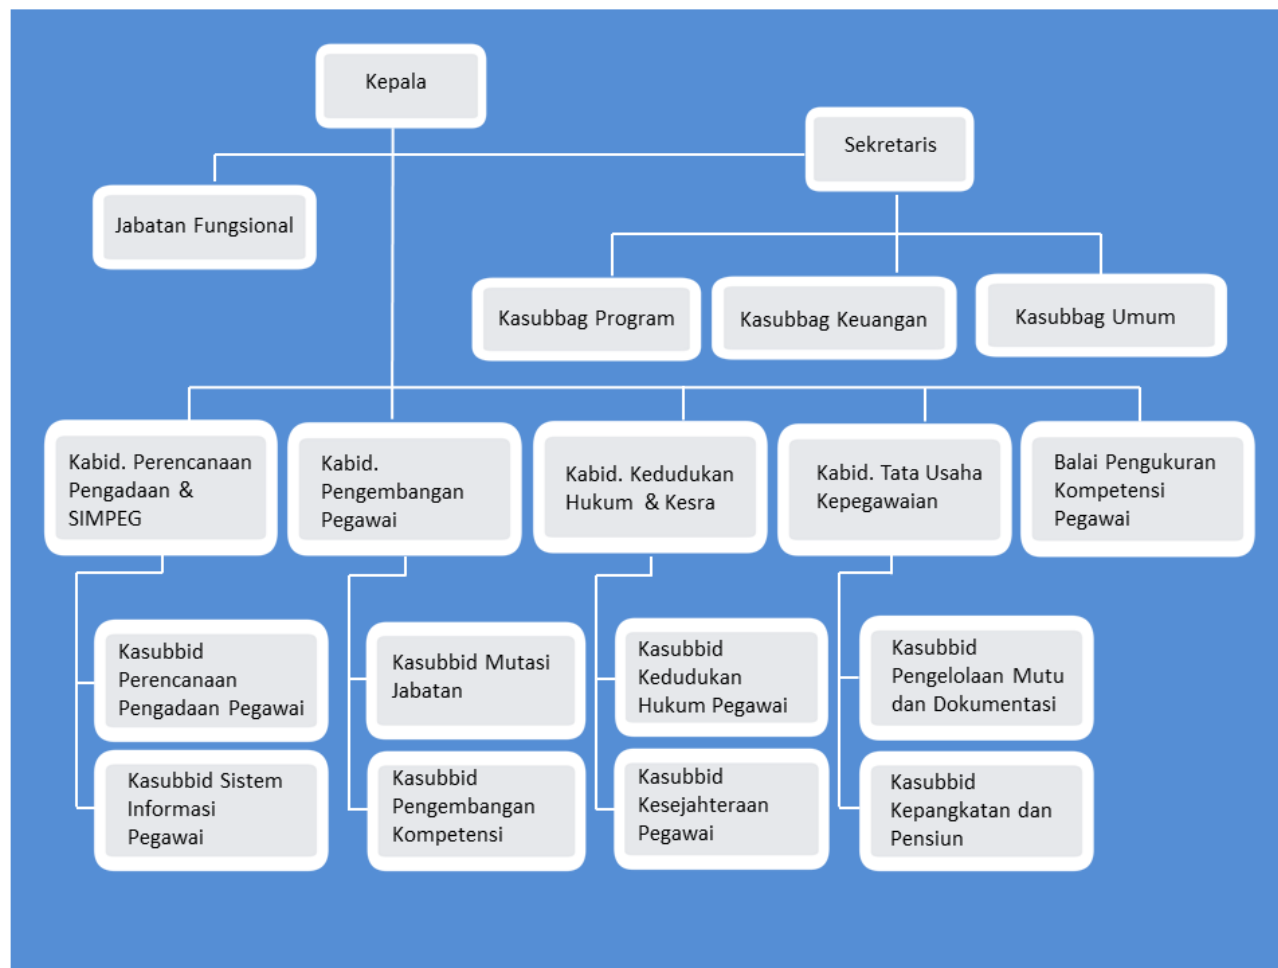 Kepala
Sekretaris
Jabatan Fungsional
Kasubbag Program
Kasubbag Keuangan
Kasubbag Umum
Kabid. Perencanaan
Pengadaan &
SIMPEG
Kabid.
Pengembangan
Pegawai
Kabid. Kedudukan
Hukum & Kesra
Kabid. Tata Usaha
Kepegawaian
Balai Pengukuran
Kompetensi
Pegawai
Kasubbid
Perencanaan
Pengadaan Pegawai
Kasubbid Mutasi
Jabatan
Kasubbid
Kedudukan
Hukum Pegawai
Kasubbid
Pengelolaan Mutu
dan Dokumentasi
Kasubbid Sistem
Informasi
Pegawai
Kasubbid
Pengembangan
Kompetensi
Kasubbid
Kesejahteraan
Pegawai
Kasubbid
Kepangkatan dan
Pensiun